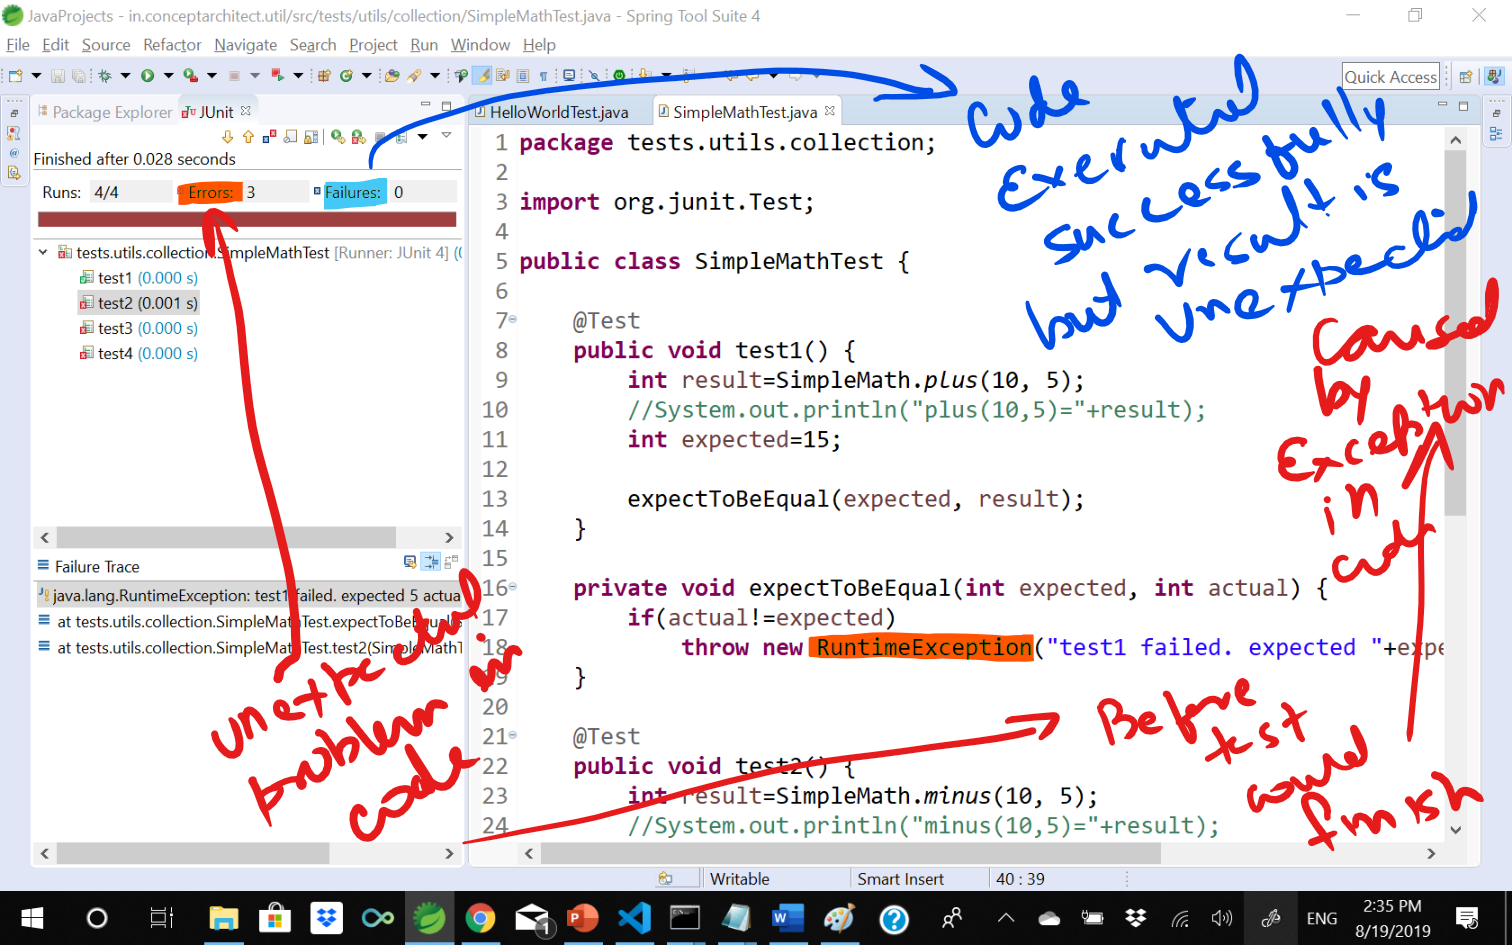 JavaProjects - in.conceptarchitect.util/src/tests/utils/collection/SimpleMathTest.java - Spring Tool Suite 4
File Edit Source Refactor Navigate Search Project Run Window Help
Quick Access
Package Explorer JUnit
Finished after 0.028 seconds
Runs: 4/4 Errors: 3 Failures: 0
tests.utils.collection.SimpleMathTest [Runner: JUnit 4] (0
test1 (0.000 s)
test2 (0.001 s)
test3 (0.000 s)
test4 (0.000 s)
Failure Trace
java.lang.RuntimeException: test1 failed. expected 5 actua
at tests.utils.collection.SimpleMathTest.expectToBeEqual(S
at tests.utils.collection.SimpleMathTest.test2(SimpleMathT
HelloWorldTest.java SimpleMathTest.java
1 package tests.utils.collection;
2
3 import org.junit.Test;
4
5 public class SimpleMathTest {
6
7 @Test
8 public void test1() {
9 int result=SimpleMath.plus(10, 5);
10 //System.out.println("plus(10,5)="+result);
11 int expected=15;
12
13 expectToBeEqual(expected, result);
14 }
15
16 private void expectToBeEqual(int expected, int actual) {
17 if(actual!=expected)
18 throw new RuntimeException("test1 failed. expected "+expe
19 }
20
21 @Test
22 public void test2() {
23 int result=SimpleMath.minus(10, 5);
24 //System.out.println("minus(10,5)="+result);
Code
Executed
successfully
but result is
unexpected
Caused
by
Exception
in
code
unexpected
problem in
code
Before
test
could
finish
Writable Smart Insert 40 : 39
1
ENG
2:35 PM
8/19/2019